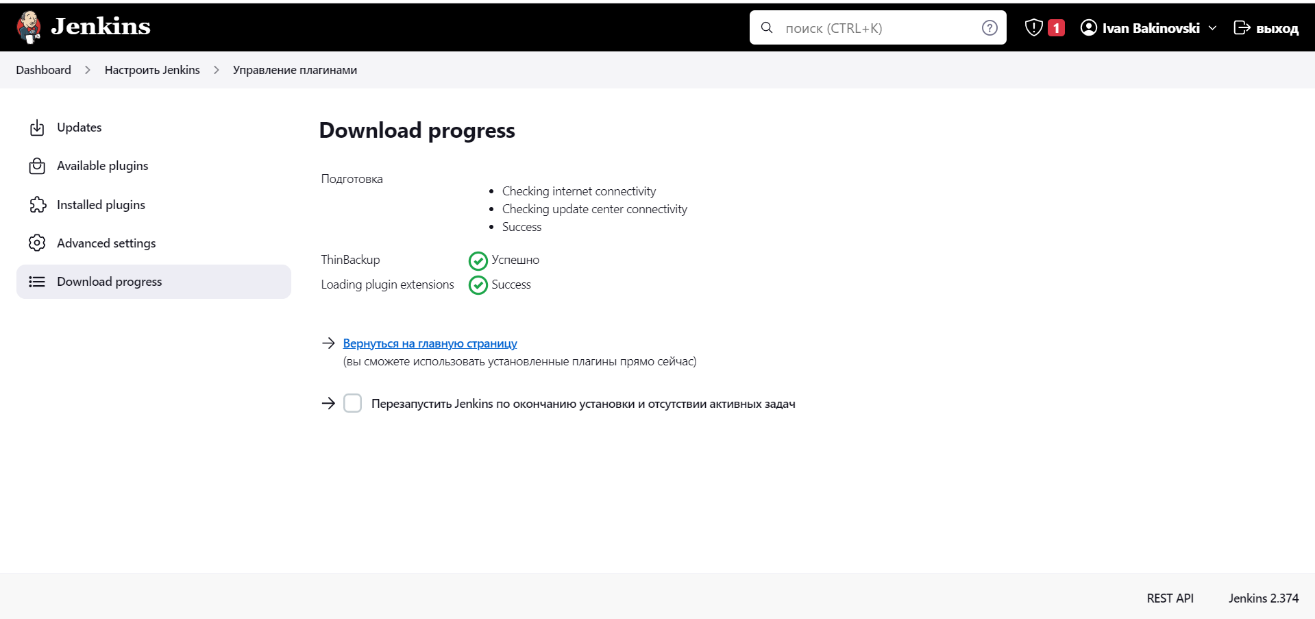 Jenkins
поиск (CTRL+K)
1
Ivan Bakinovski
выход
Dashboard
Настроить Jenkins
Управление плагинами
Updates
Available plugins
Installed plugins
Advanced settings
Download progress
Download progress
Подготовка
Checking internet connectivity
Checking update center connectivity
Success
ThinBackup
Успешно
Loading plugin extensions
Success
Вернуться на главную страницу
(вы сможете использовать установленные плагины прямо сейчас)
Перезапустить Jenkins по окончанию установки и отсутствии активных задач
REST API
Jenkins 2.374